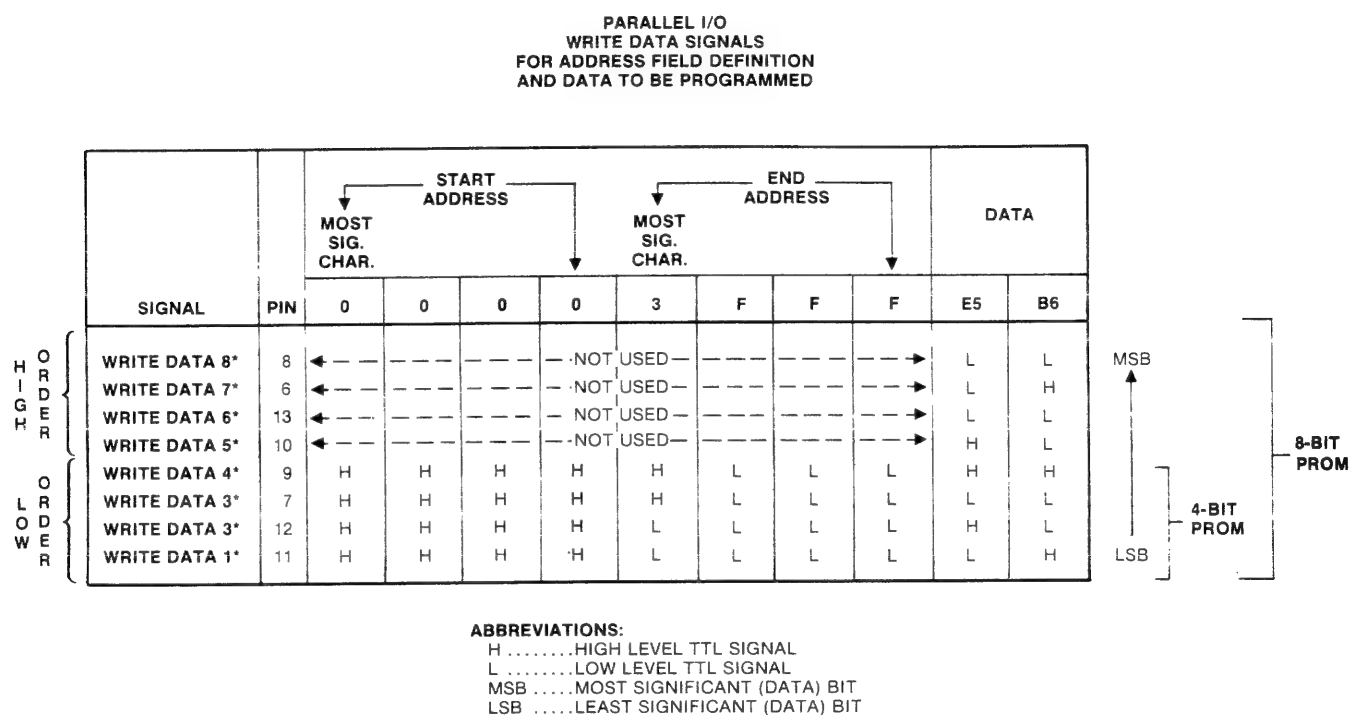 PARALLEL I/O
WRITE DATA SIGNALS
FOR ADDRESS FIELD DEFINITION
AND DATA TO BE PROGRAMMED
START ADDRESS END ADDRESS DATA
MOST SIG. CHAR. MOST SIG. CHAR.
SIGNAL PIN 0 0 0 0 3 F F F E5 B6
HIGH ORDER
WRITE DATA 8* 8 NOT USED L L MSB
WRITE DATA 7* 6 NOT USED L H
WRITE DATA 6* 13 NOT USED L L
WRITE DATA 5* 10 NOT USED H L
LOW ORDER
WRITE DATA 4* 9 H H H H H L L L H H
WRITE DATA 3* 7 H H H H H L L L L L
WRITE DATA 3* 12 H H H H L L L L H L
WRITE DATA 1* 11 H H H H L L L L L H LSB
4-BIT PROM
8-BIT PROM
ABBREVIATIONS:
H ........HIGH LEVEL TTL SIGNAL
L ........LOW LEVEL TTL SIGNAL
MSB .....MOST SIGNIFICANT (DATA) BIT
LSB .....LEAST SIGNIFICANT (DATA) BIT